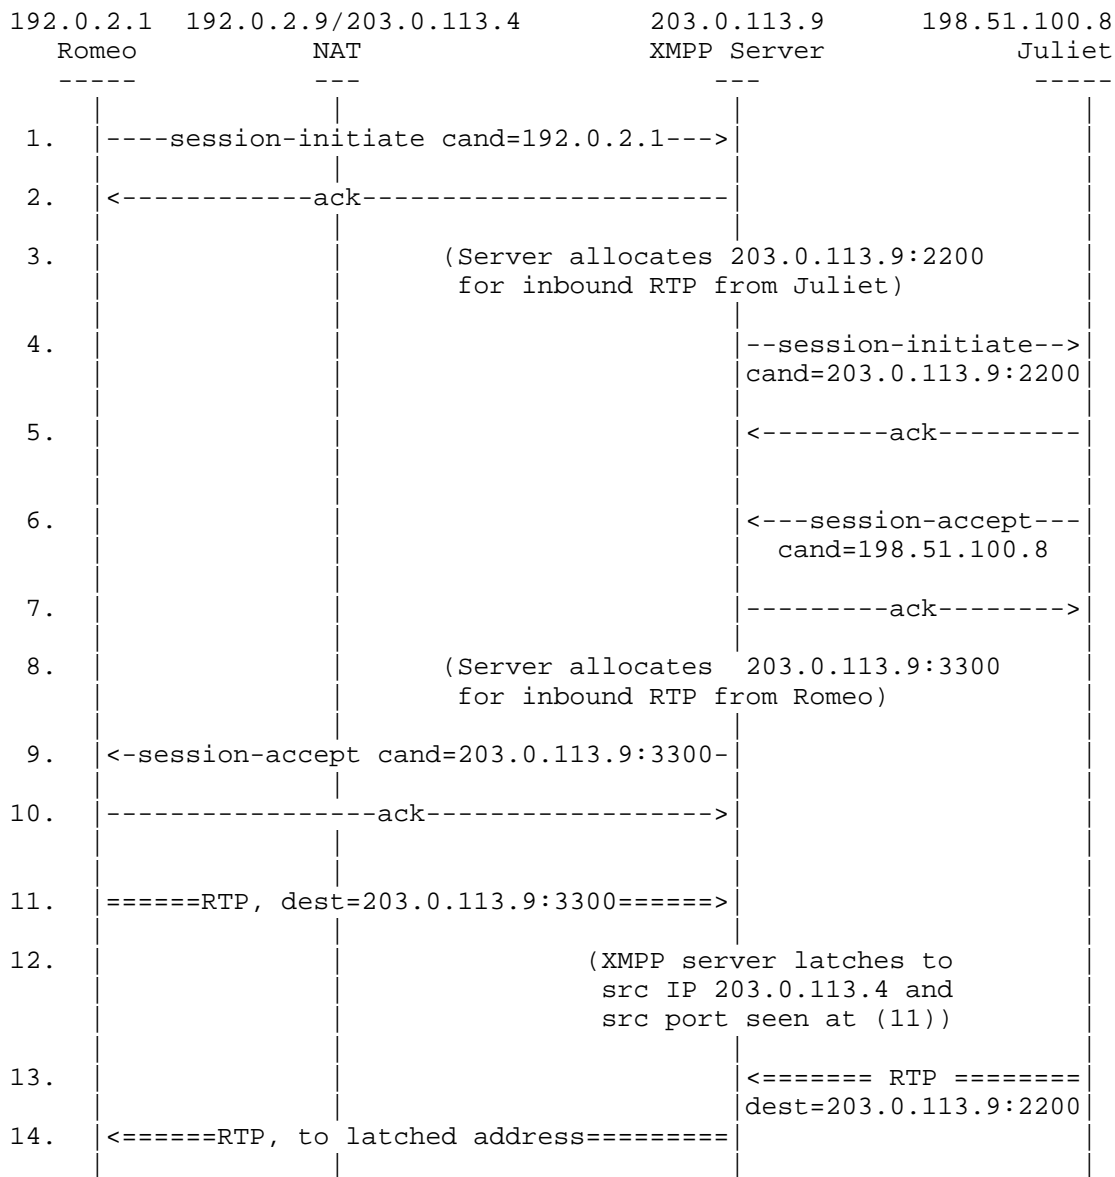 192.0.2.1  192.0.2.9/203.0.113.4        203.0.113.9      198.51.100.8
Romeo           NAT                    XMPP Server            Juliet
-----           ---                      ---                   -----
1.  |----session-initiate cand=192.0.2.1--->|
2.  |<------------ack-----------------------|
3.  (Server allocates 203.0.113.9:2200
for inbound RTP from Juliet)
4.  |--session-initiate-->|
|cand=203.0.113.9:2200|
5.  |<--------ack---------|
6.  |<---session-accept---|
cand=198.51.100.8
7.  |---------ack-------->|
8.  (Server allocates  203.0.113.9:3300
for inbound RTP from Romeo)
9.  |<-session-accept cand=203.0.113.9:3300-|
10.  |-----------------ack------------------>|
11.  |======RTP, dest=203.0.113.9:3300======>|
12.  (XMPP server latches to
src IP 203.0.113.4 and
src port seen at (11))
13.  |<======= RTP ========|
|dest=203.0.113.9:2200|
14.  |<======RTP, to latched address=========|